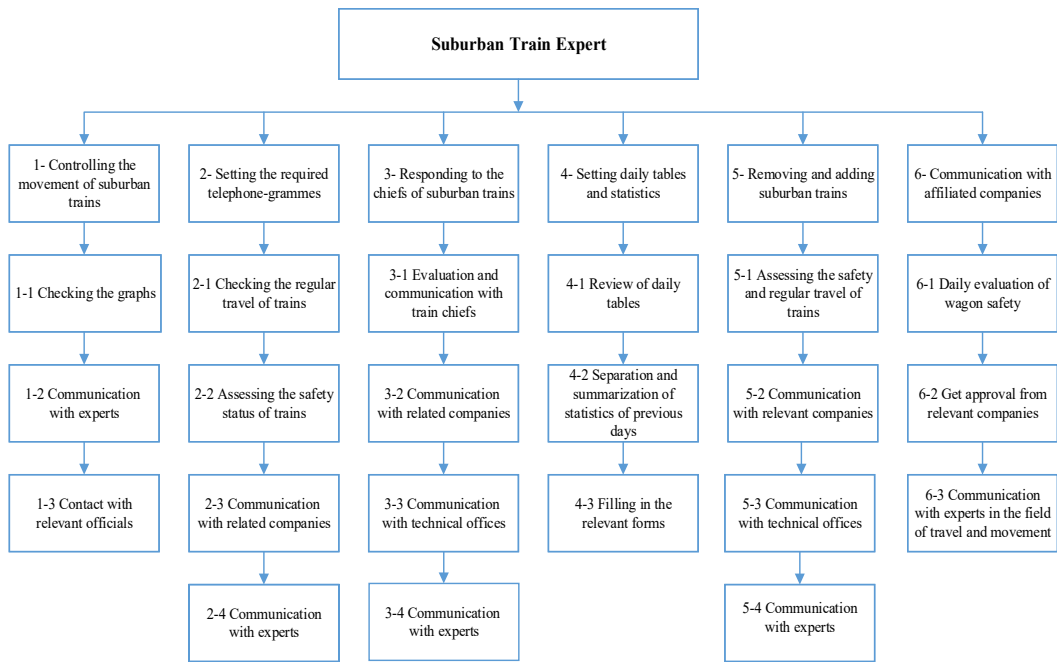 Suburban Train Expert
1- Controlling the
movement of suburban
trains
2- Setting the required
telephone-grammes
3- Responding to the
chiefs of suburban trains
4- Setting daily tables
and statistics
5- Removing and adding
suburban trains
6- Communication with
affiliated companies
1-1 Checking the graphs
2-1 Checking the regular
travel of trains
3-1 Evaluation and
communication with
train chiefs
4-1 Review of daily
tables
5-1 Assessing the safety
and regular travel of
trains
6-1 Daily evaluation of
wagon safety
1-2 Communication
with experts
2-2 Assessing the safety
status of trains
3-2 Communication
with related companies
4-2 Separation and
summarization of
statistics of previous
days
5-2 Communication
with relevant companies
6-2 Get approval from
relevant companies
1-3 Contact with
relevant officials
2-3 Communication
with related companies
3-3 Communication
with technical offices
4-3 Filling in the
relevant forms
5-3 Communication
with technical offices
6-3 Communication
with experts in the field
of travel and movement
2-4 Communication
with experts
3-4 Communication
with experts
5-4 Communication
with experts